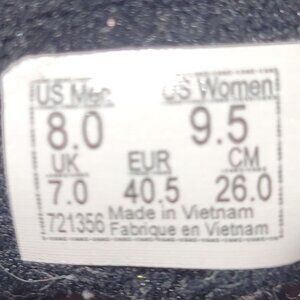 US Men US Women
8.0 9.5
UK EUR CM
7.0 40.5 26.0
721356 Made in Vietnam
Fabrique en Vietnam